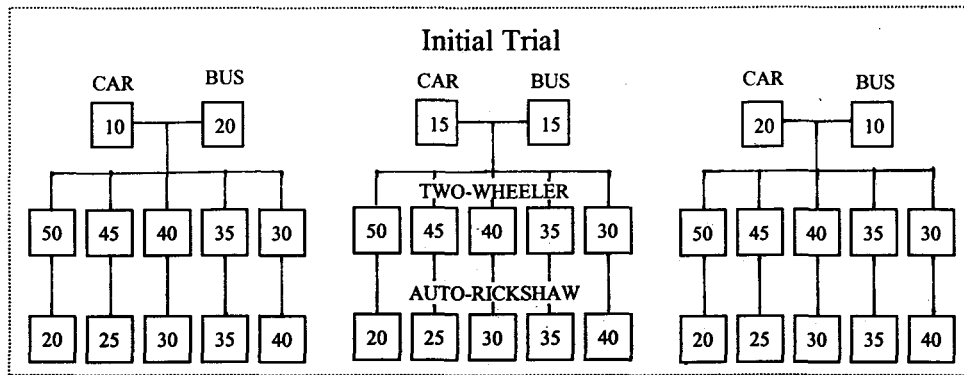 Initial Trial
CAR BUS CAR BUS CAR BUS
10 20 15 15 20 10
TWO-WHEELER
50 45 40 35 30 50 45 40 35 30 50 45 40 35 30
AUTO-RICKSHAW
20 25 30 35 40 20 25 30 35 40 20 25 30 35 40